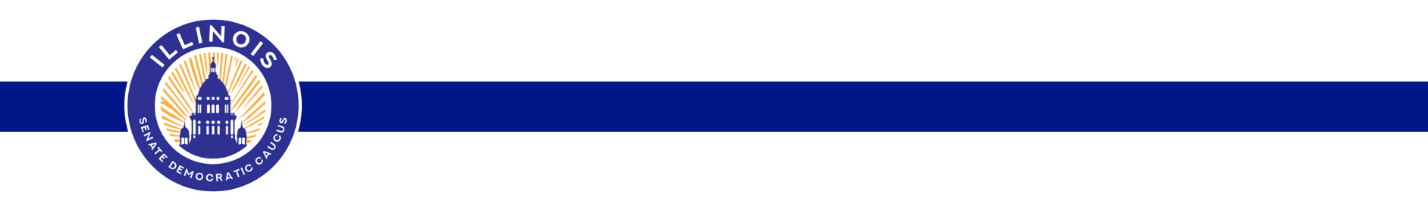 ILLINOIS
SENATE DEMOCRATIC CAUCUS